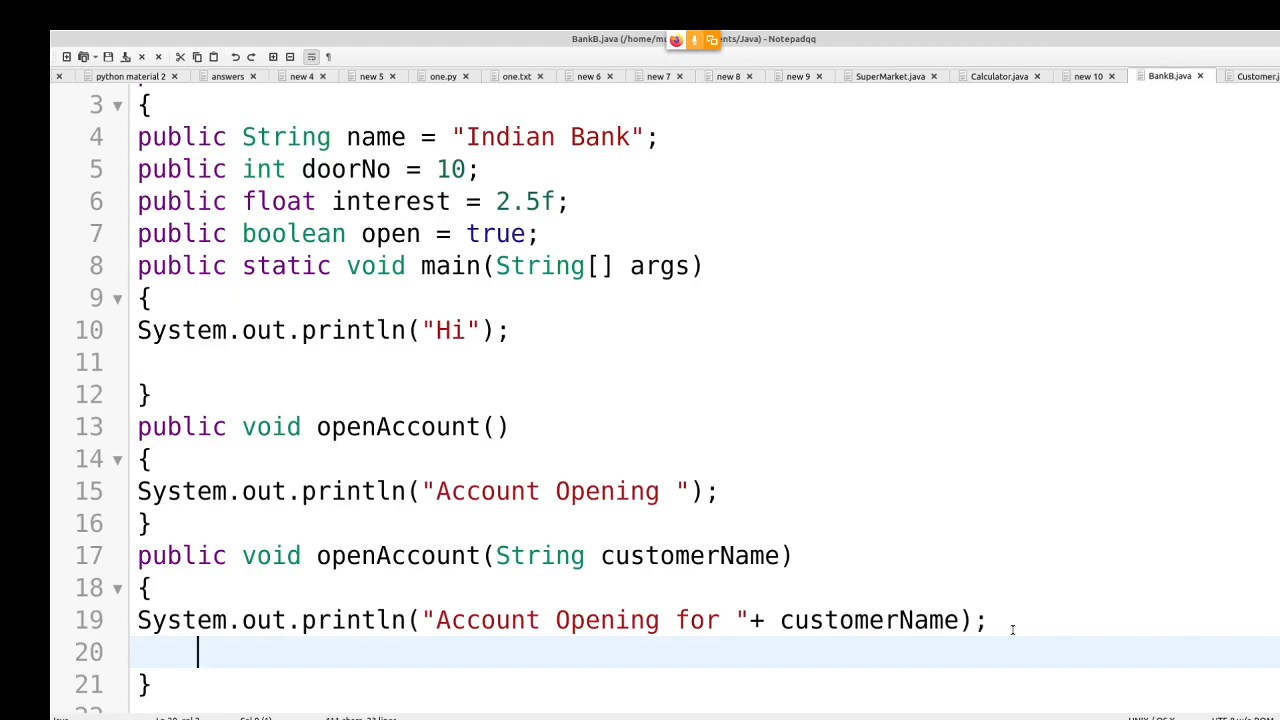 BankB.java (/home/mu ents/Java) - Notepadqq
python material 2 answers new 4 new 5 one.py one.txt new 6 new 7 new 8 new 9 SuperMarket.java Calculator.java new 10 BankB.java Customer.j
3 {
4 public String name = "Indian Bank";
5 public int doorNo = 10;
6 public float interest = 2.5f;
7 public boolean open = true;
8 public static void main(String[] args)
9 {
10 System.out.println("Hi");
11
12 }
13 public void openAccount()
14 {
15 System.out.println("Account Opening ");
16 }
17 public void openAccount(String customerName)
18 {
19 System.out.println("Account Opening for "+ customerName);
20
21 }